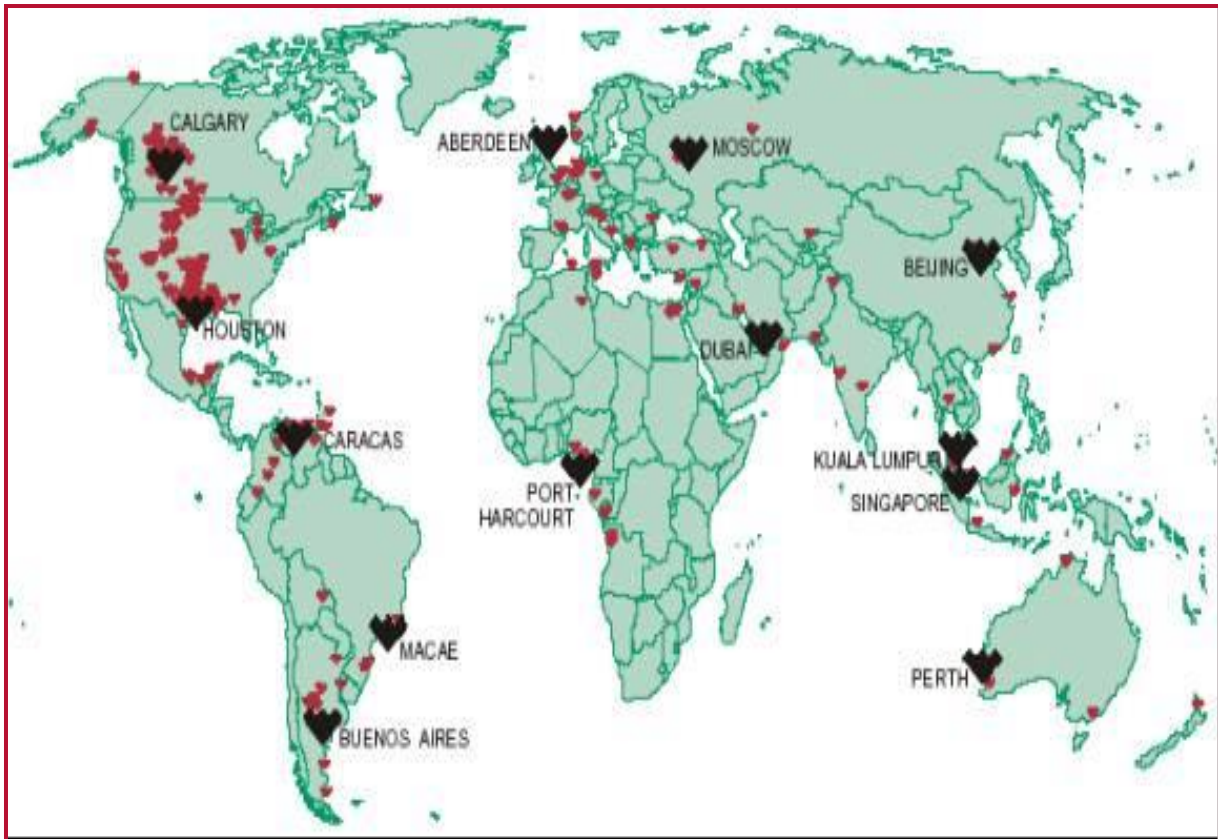 CALGARY
ABERDEEN
MOSCOW
BEIJING
HOUSTON
DUBAI
CARACAS
KUALA LUMPUR
PORT
HARCOURT
SINGAPORE
MACAE
PERTH
BUENOS AIRES